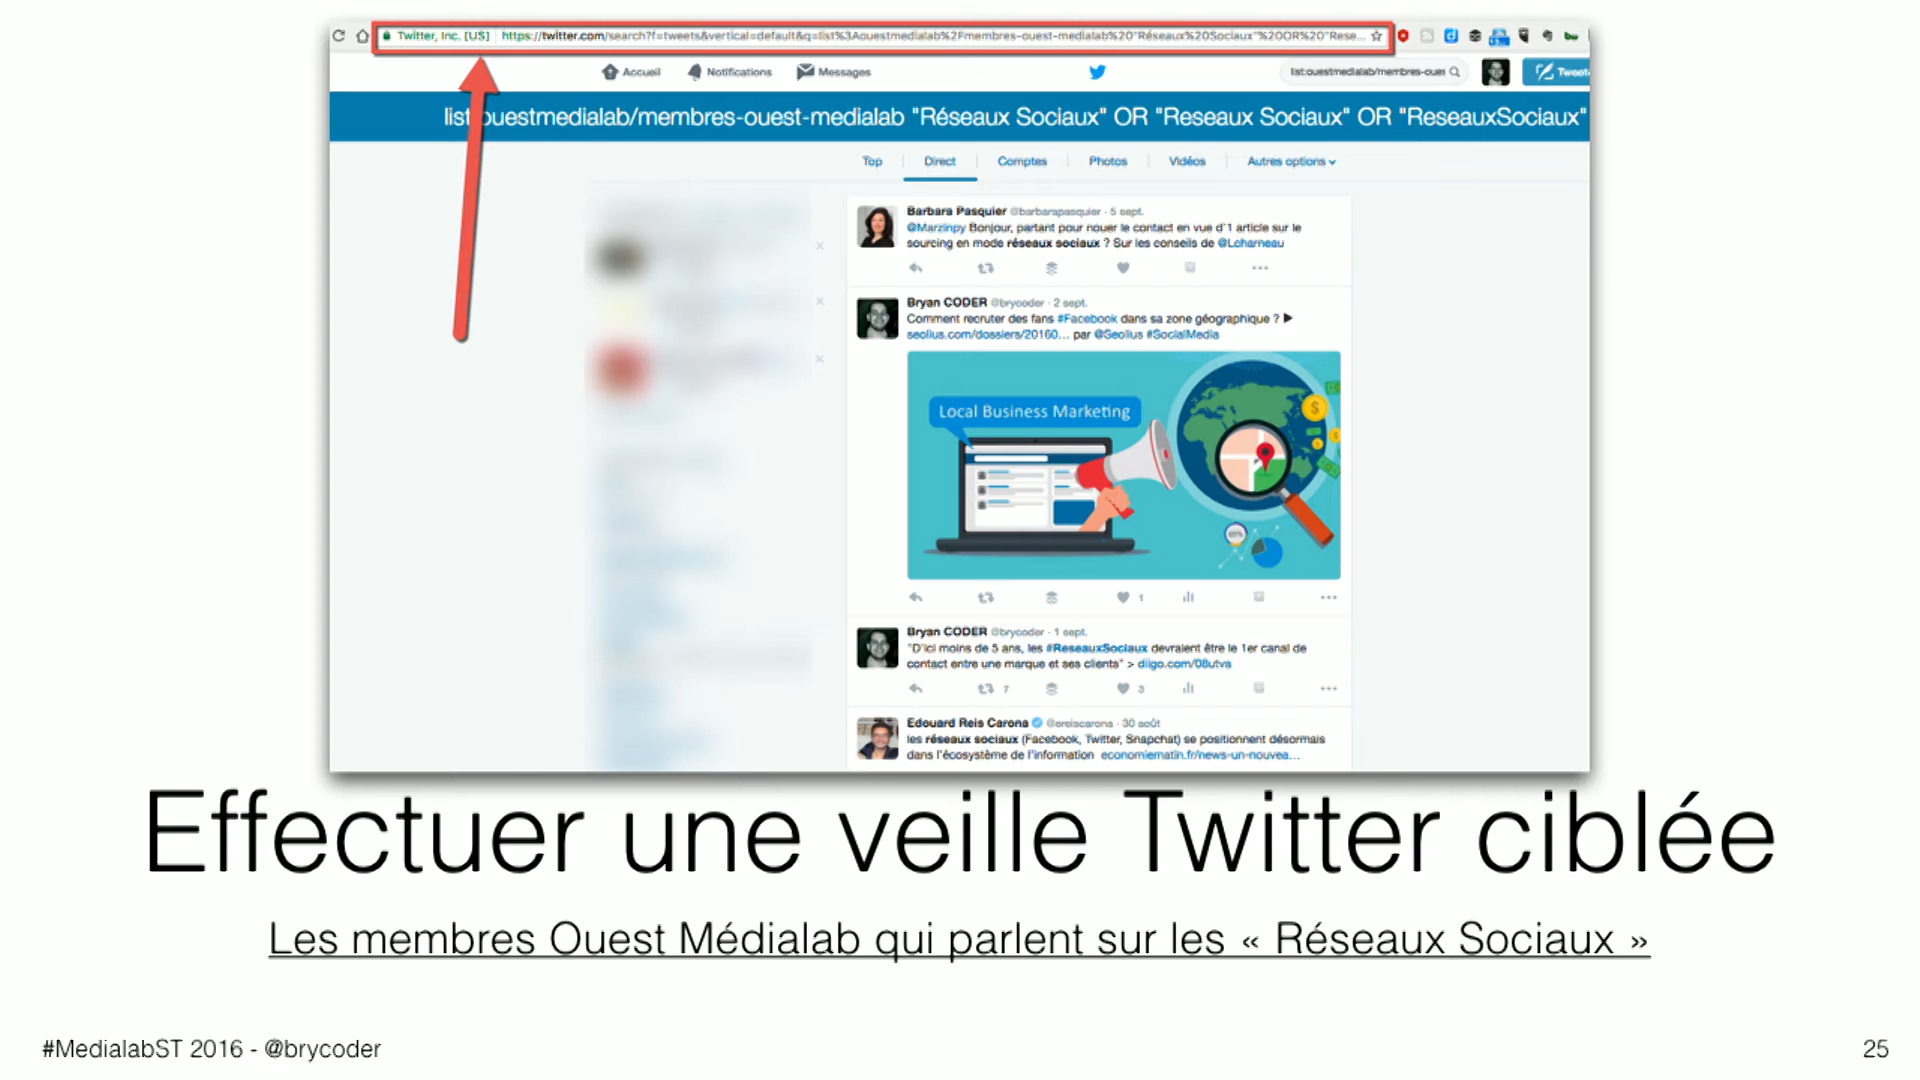 Twitter, Inc. [US] https://twitter.com/search?f=tweets&vertical=default&q=list%3Aouestmedialab%2Fmembres-ouest-medialab%20"Réseaux%20Sociaux"%20OR%20"Rese...
Accueil Notifications Messages list:ouestmedialab/membres-oues Tweet
list:ouestmedialab/membres-ouest-medialab "Réseaux Sociaux" OR "Reseaux Sociaux" OR "ReseauxSociaux"
Top Direct Comptes Photos Vidéos Autres options
Barbara Pasquier @barbarapasquier · 5 sept.
@Marzinpy Bonjour, partant pour nouer le contact en vue d'1 article sur le
sourcing en mode réseaux sociaux ? Sur les conseils de @Lcharneau
Bryan CODER @brycoder · 2 sept.
Comment recruter des fans #Facebook dans sa zone géographique ? ▶
seolius.com/dossiers/20160... par @Seolius #SocialMedia
Local Business Marketing
1
Bryan CODER @brycoder · 1 sept.
"D'ici moins de 5 ans, les #ReseauxSociaux devraient être le 1er canal de
contact entre une marque et ses clients" > diigo.com/08utva
7 3
Edouard Reis Carona @ereiscarona · 30 août
les réseaux sociaux (Facebook, Twitter, Snapchat) se positionnent désormais
dans l'écosystème de l'information economiematin.fr/news-un-nouvea...
Effectuer une veille Twitter ciblée
Les membres Ouest Médialab qui parlent sur les « Réseaux Sociaux »
#MedialabST 2016 - @brycoder
25